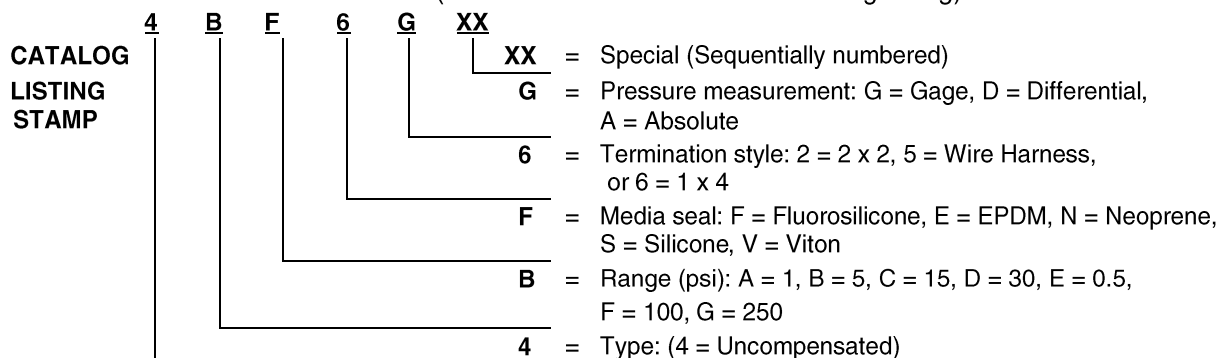 4 B F 6 G XX
CATALOG
LISTING
STAMP
XX = Special (Sequentially numbered)
G = Pressure measurement: G = Gage, D = Differential,
A = Absolute
6 = Termination style: 2 = 2 x 2, 5 = Wire Harness,
or 6 = 1 x 4
F = Media seal: F = Fluorosilicone, E = EPDM, N = Neoprene,
S = Silicone, V = Viton
B = Range (psi): A = 1, B = 5, C = 15, D = 30, E = 0.5,
F = 100, G = 250
4 = Type: (4 = Uncompensated)